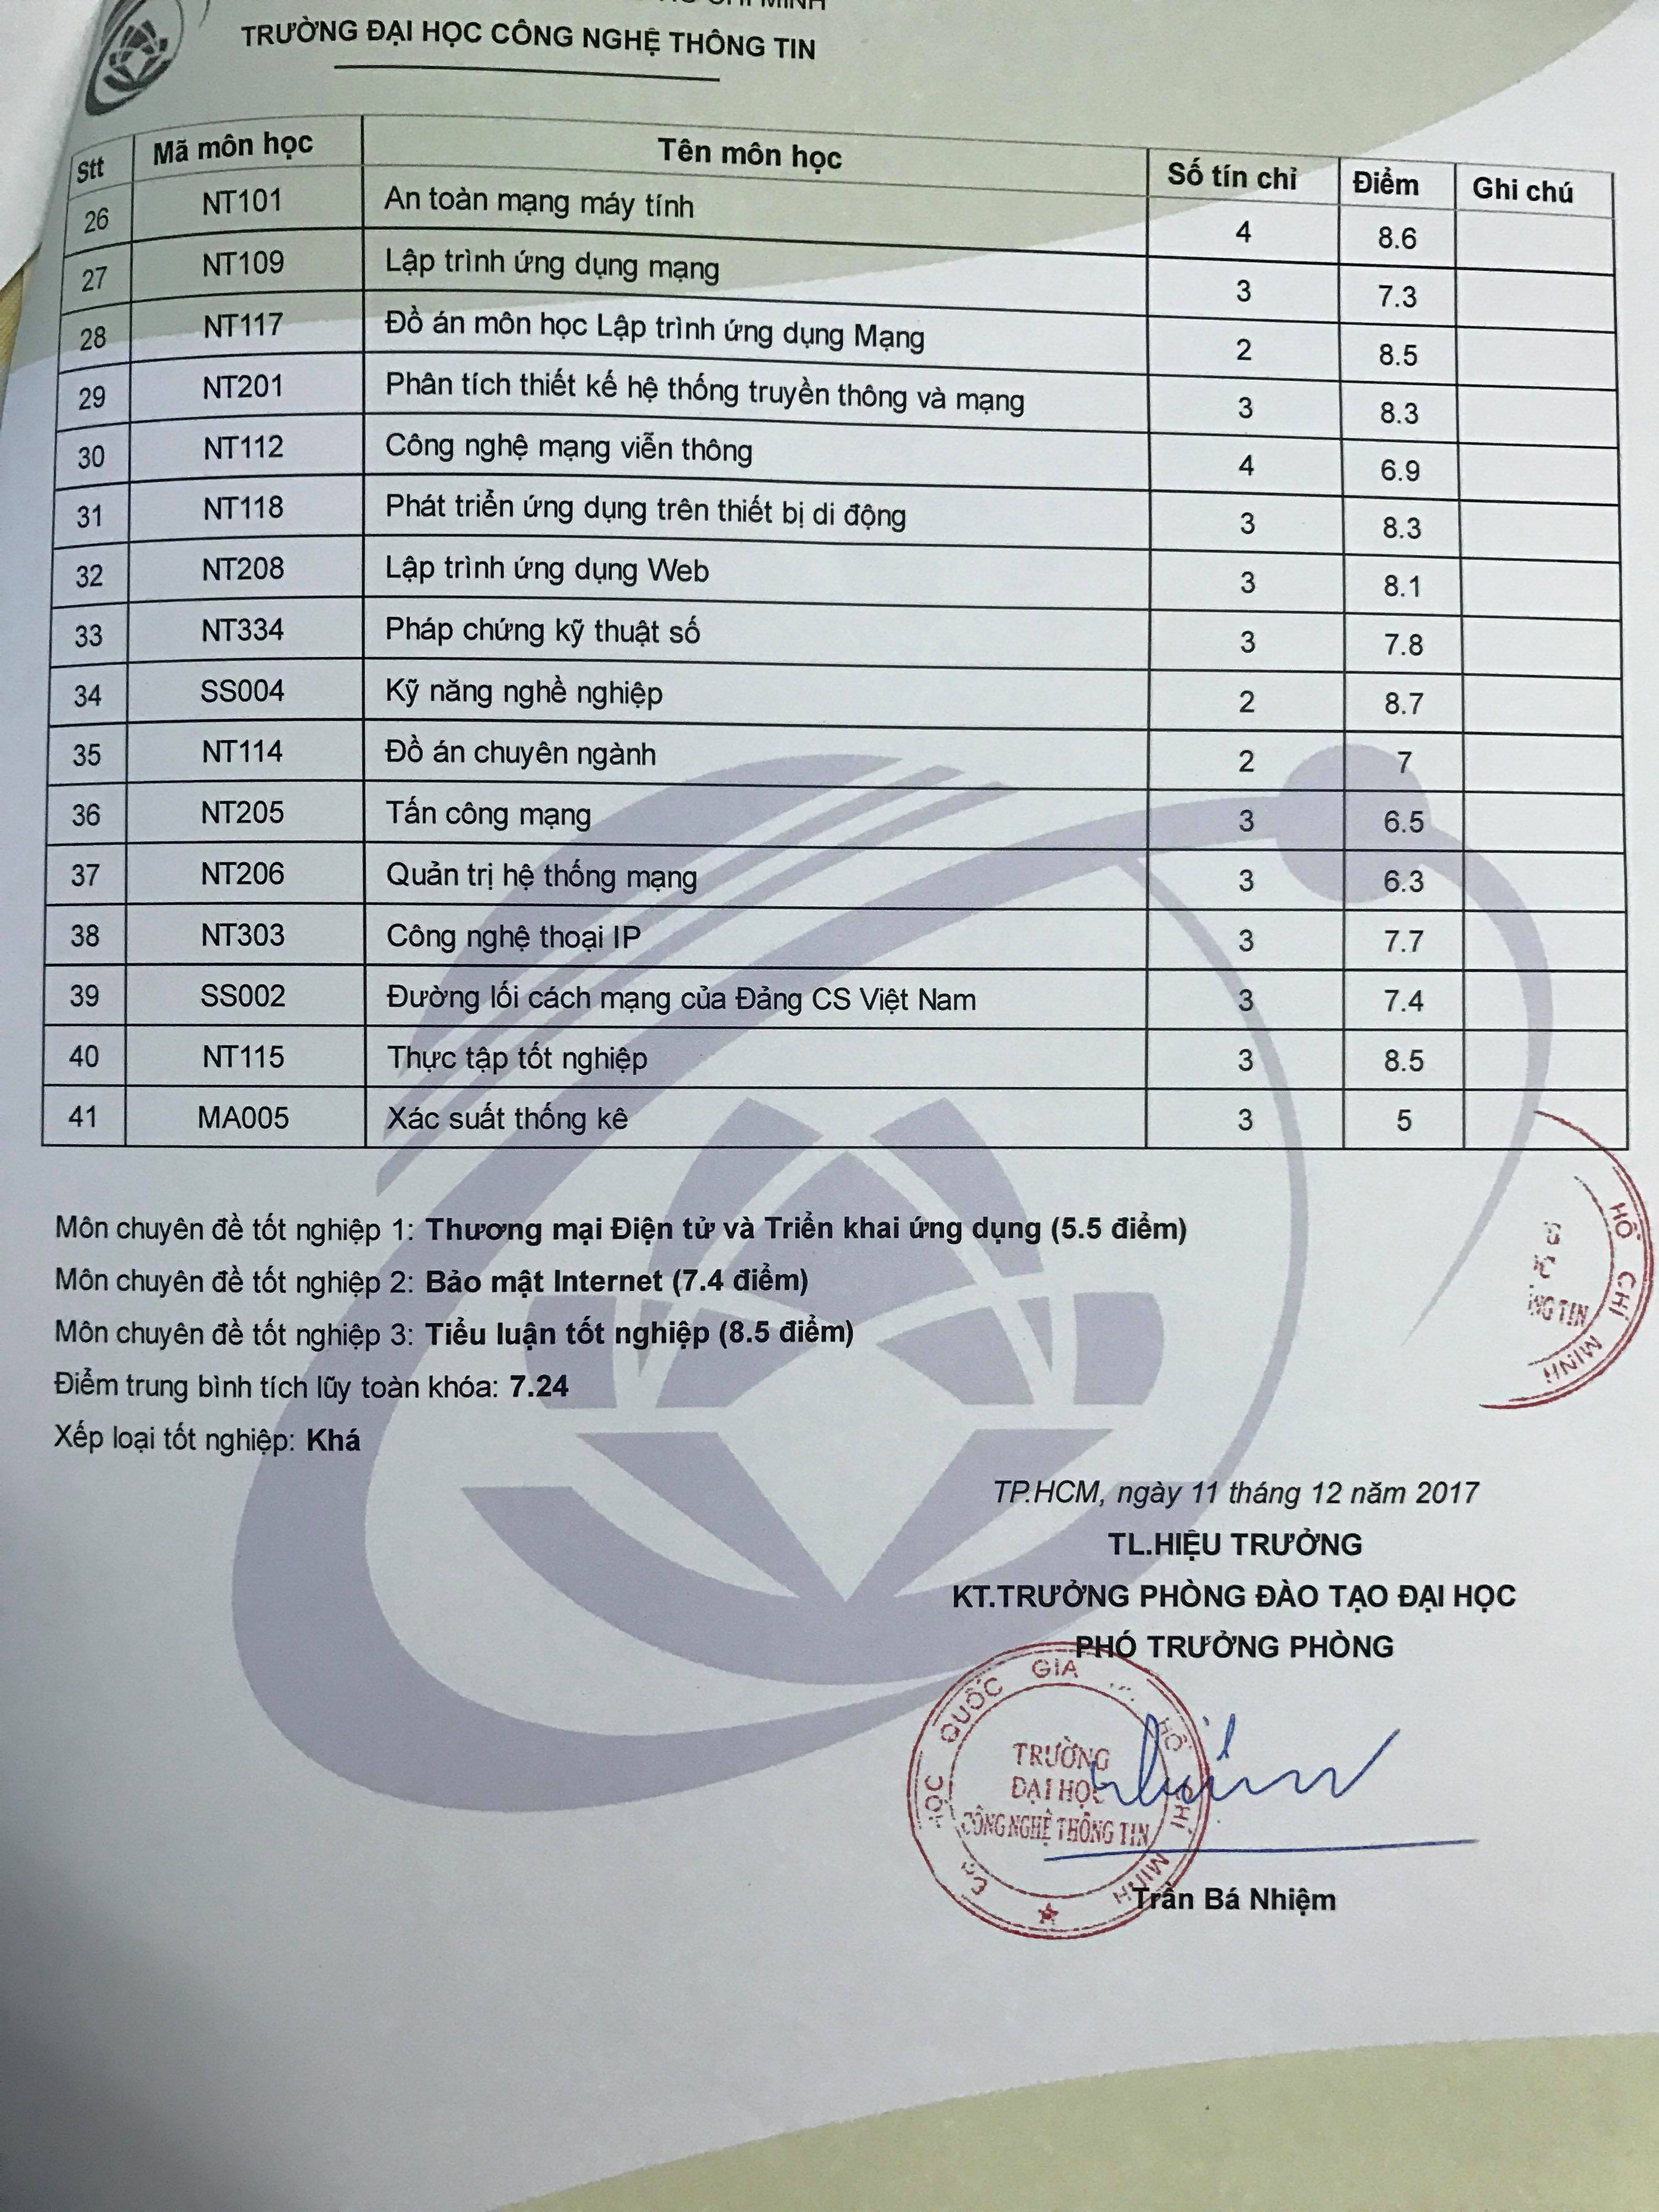 CHÍ MINH
TRƯỜNG ĐẠI HỌC CÔNG NGHỆ THÔNG TIN
Stt Mã môn học Tên môn học Số tín chỉ Điểm Ghi chú
26 NT101 An toàn mạng máy tính 4 8.6
27 NT109 Lập trình ứng dụng mạng 3 7.3
28 NT117 Đồ án môn học Lập trình ứng dụng Mạng 2 8.5
29 NT201 Phân tích thiết kế hệ thống truyền thông và mạng 3 8.3
30 NT112 Công nghệ mạng viễn thông 4 6.9
31 NT118 Phát triển ứng dụng trên thiết bị di động 3 8.3
32 NT208 Lập trình ứng dụng Web 3 8.1
33 NT334 Pháp chứng kỹ thuật số 3 7.8
34 SS004 Kỹ năng nghề nghiệp 2 8.7
35 NT114 Đồ án chuyên ngành 2 7
36 NT205 Tấn công mạng 3 6.5
37 NT206 Quản trị hệ thống mạng 3 6.3
38 NT303 Công nghệ thoại IP 3 7.7
39 SS002 Đường lối cách mạng của Đảng CS Việt Nam 3 7.4
40 NT115 Thực tập tốt nghiệp 3 8.5
41 MA005 Xác suất thống kê 3 5
Môn chuyên đề tốt nghiệp 1: Thương mại Điện tử và Triển khai ứng dụng (5.5 điểm)
Môn chuyên đề tốt nghiệp 2: Bảo mật Internet (7.4 điểm)
Môn chuyên đề tốt nghiệp 3: Tiểu luận tốt nghiệp (8.5 điểm)
Điểm trung bình tích lũy toàn khóa: 7.24
Xếp loại tốt nghiệp: Khá
HỒ CHÍ MINH
TIN
TP.HCM, ngày 11 tháng 12 năm 2017
TL.HIỆU TRƯỞNG
KT.TRƯỞNG PHÒNG ĐÀO TẠO ĐẠI HỌC
PHÓ TRƯỞNG PHÒNG
QUỐC GIA HỒ CHÍ MINH
TRƯỜNG
ĐẠI HỌC
CÔNG NGHỆ THÔNG TIN
Trần Bá Nhiệm